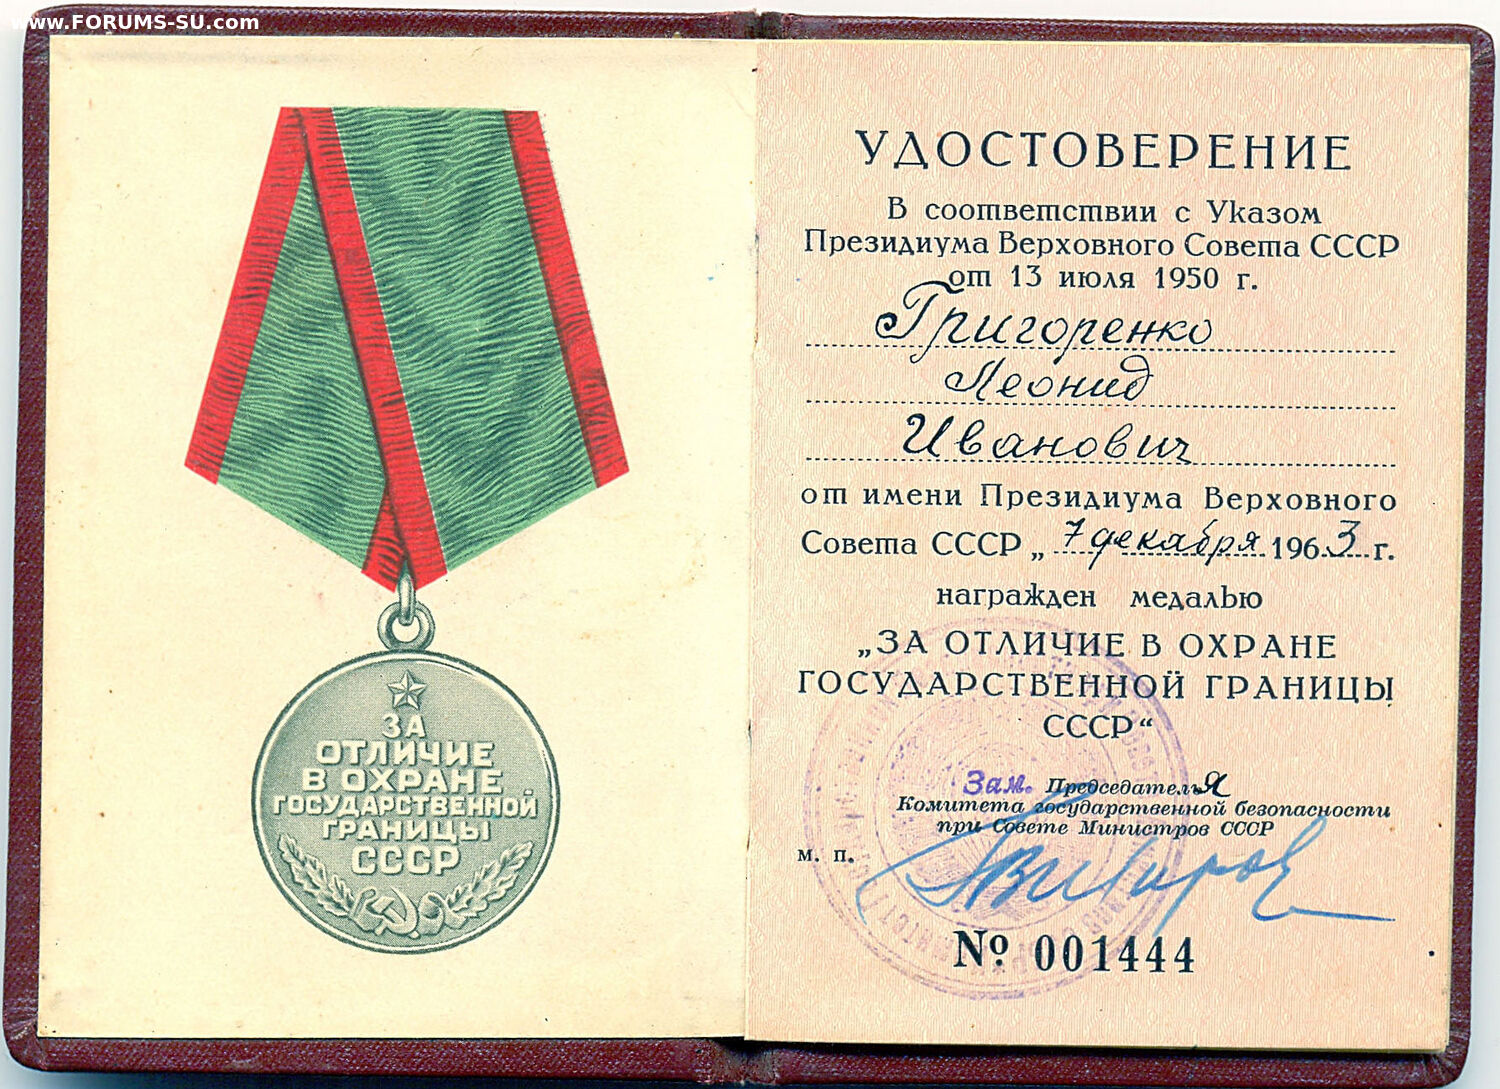 www.FORUMS-SU.com
ЗА
ОТЛИЧИЕ
В ОХРАНЕ
ГОСУДАРСТВЕННОЙ
ГРАНИЦЫ
СССР
УДОСТОВЕРЕНИЕ
В соответствии с Указом
Президиума Верховного Совета СССР
от 13 июля 1950 г.
Григоренко
Леонид
Иванович
от имени Президиума Верховного
Совета СССР „ 7 декабря 1963 г.
награжден медалью
„ЗА ОТЛИЧИЕ В ОХРАНЕ
ГОСУДАРСТВЕННОЙ ГРАНИЦЫ
СССР“
Зам. Председателя
Комитета государственной безопасности
при Совете Министров СССР
м. п.
№ 001444